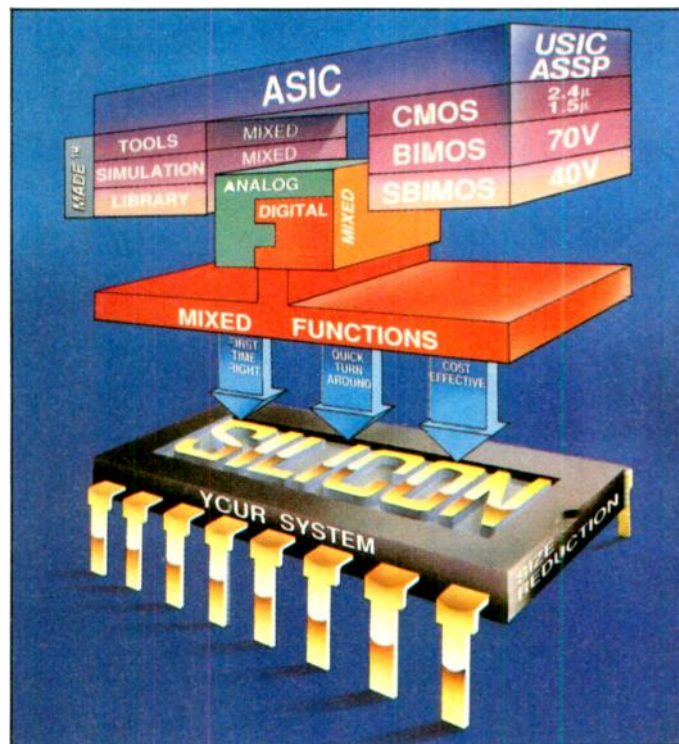 ASIC
USIC
ASSP
MADE™
TOOLS
SIMULATION
LIBRARY
MIXED
MIXED
CMOS
BIMOS
SBIMOS
2.4μ
1.5μ
70V
40V
ANALOG
DIGITAL
MIXED
MIXED FUNCTIONS
FIRST
TIME
RIGHT
QUICK
TURN
AROUND
COST
EFFECTIVE
SILICON
YOUR SYSTEM
SIZE
REDUCTION